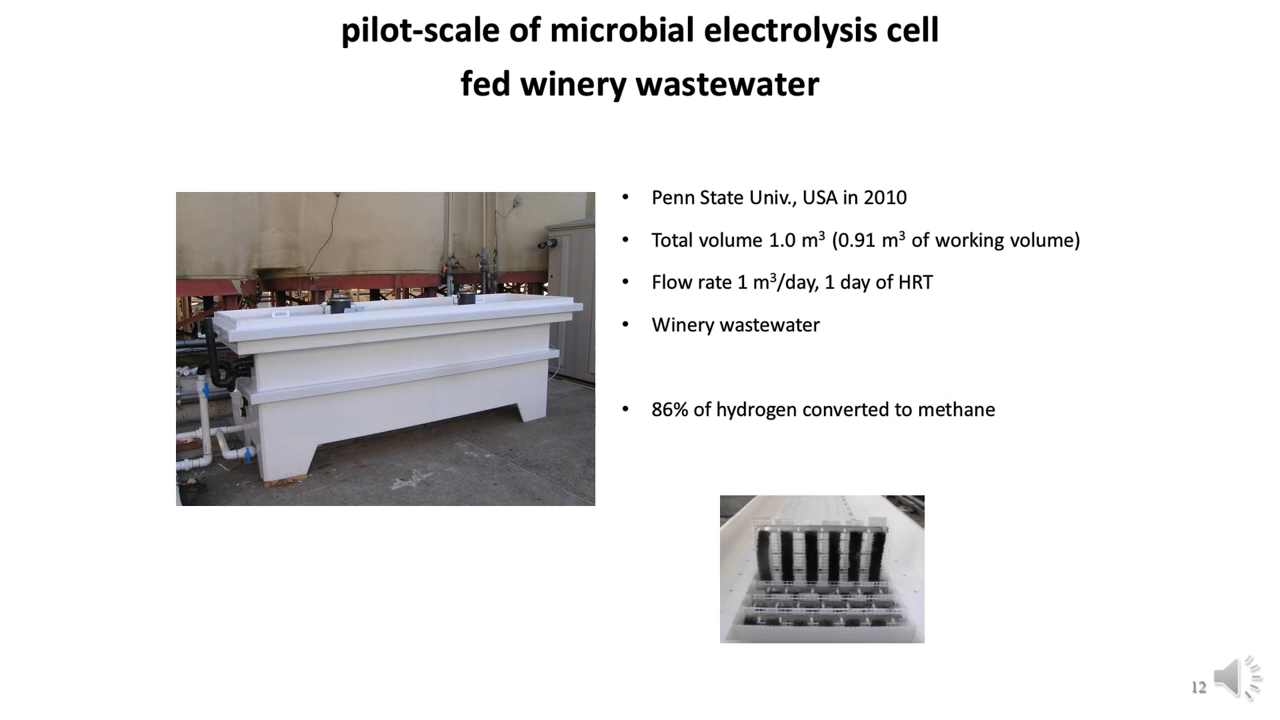 pilot-scale of microbial electrolysis cell
fed winery wastewater
• Penn State Univ., USA in 2010
• Total volume 1.0 m³ (0.91 m³ of working volume)
• Flow rate 1 m³/day, 1 day of HRT
• Winery wastewater
• 86% of hydrogen converted to methane
12